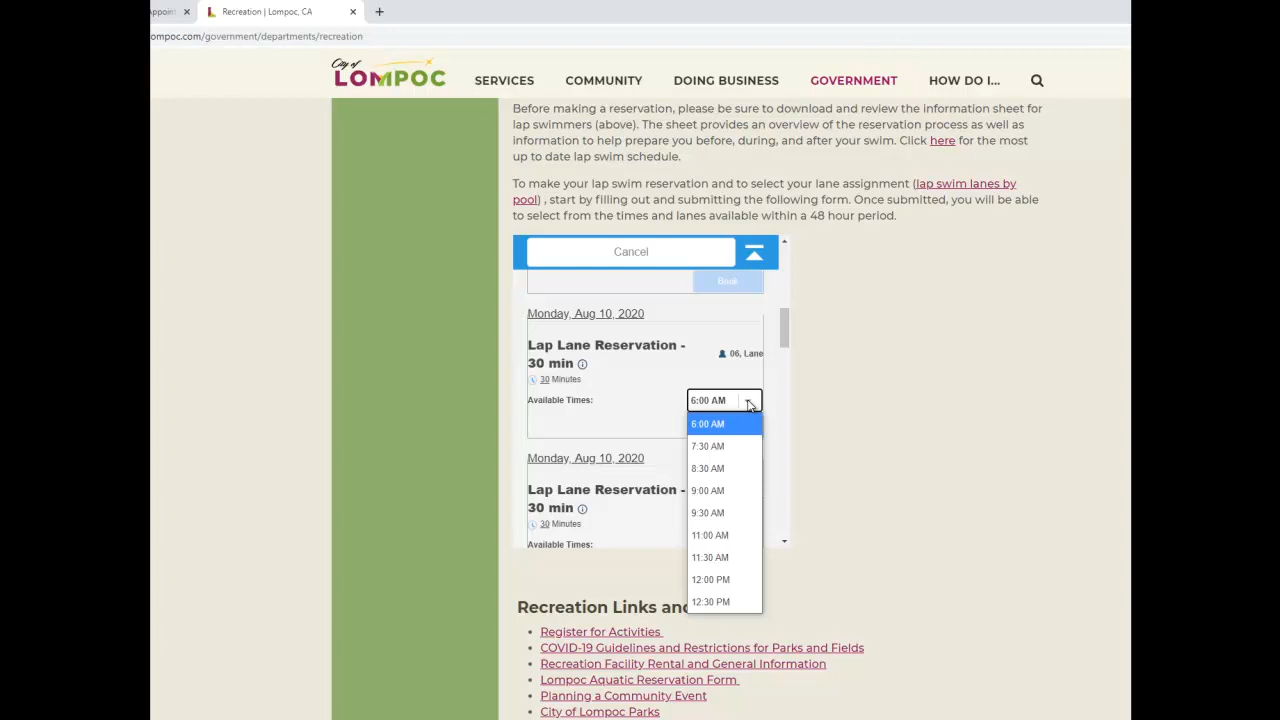 Appoint
Recreation | Lompoc, CA
ompoc.com/government/departments/recreation
City of
LOMPOC
SERVICES COMMUNITY DOING BUSINESS GOVERNMENT HOW DO I...
Before making a reservation, please be sure to download and review the information sheet for
lap swimmers (above). The sheet provides an overview of the reservation process as well as
information to help prepare you before, during, and after your swim. Click here for the most
up to date lap swim schedule.
To make your lap swim reservation and to select your lane assignment (lap swim lanes by
pool) , start by filling out and submitting the following form. Once submitted, you will be able
to select from the times and lanes available within a 48 hour period.
Cancel
Book
Monday, Aug 10, 2020
Lap Lane Reservation -
30 min
06, Lane
30 Minutes
Available Times: 6:00 AM
6:00 AM
7:30 AM
8:30 AM
9:00 AM
9:30 AM
11:00 AM
11:30 AM
12:00 PM
12:30 PM
Monday, Aug 10, 2020
Lap Lane Reservation -
30 min
30 Minutes
Available Times:
Recreation Links and
Register for Activities
COVID-19 Guidelines and Restrictions for Parks and Fields
Recreation Facility Rental and General Information
Lompoc Aquatic Reservation Form
Planning a Community Event
City of Lompoc Parks